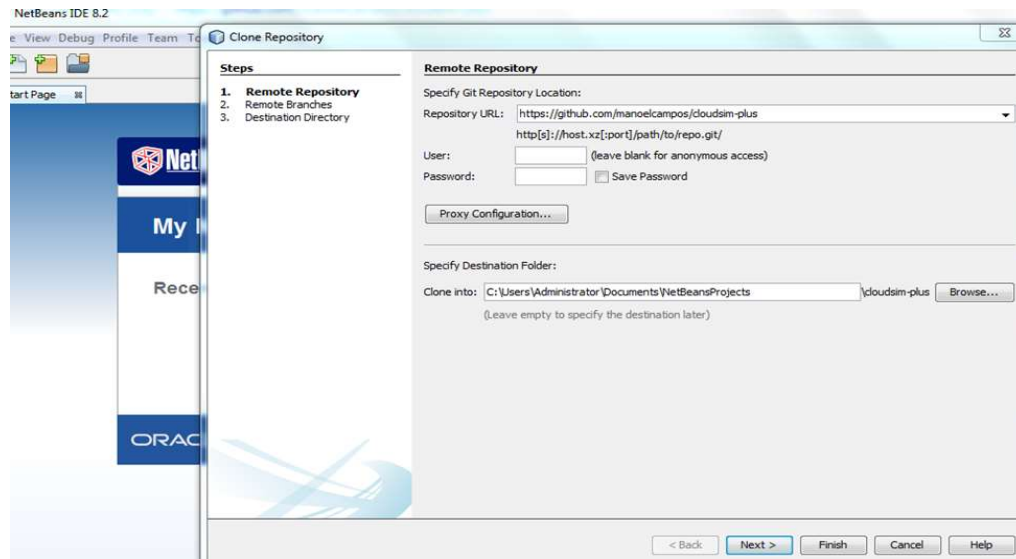 NetBeans IDE 8.2
View Debug Profile Team
tart Page
Clone Repository
Steps
1. Remote Repository
2. Remote Branches
3. Destination Directory
Remote Repository
Specify Git Repository Location:
Repository URL: https://github.com/manoelcampos/cloudsim-plus
http[s]://host.xz[:port]/path/to/repo.git/
User: (leave blank for anonymous access)
Password: Save Password
Proxy Configuration...
Specify Destination Folder:
Clone into: C:\Users\Administrator\Documents\NetBeansProjects \cloudsim-plus Browse...
(Leave empty to specify the destination later)
Net
My
Rece
ORAC
< Back Next > Finish Cancel Help